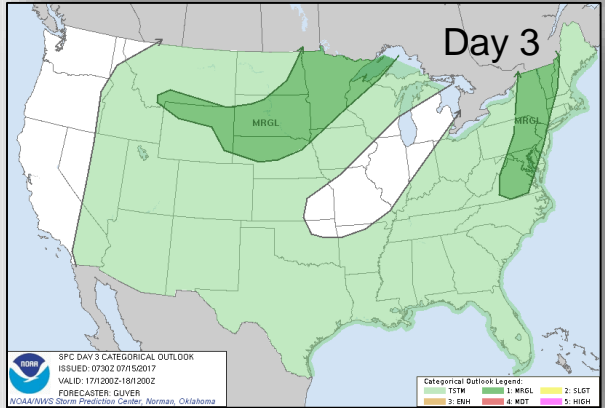 Day 3
MRGL
MRGL
NOAA
SPC DAY 3 CATEGORICAL OUTLOOK
ISSUED: 0730Z 07/15/2017
VALID: 17/1200Z-18/1200Z
FORECASTER: GUYER
NOAA/NWS Storm Prediction Center, Norman, Oklahoma
Categorical Outlook Legend:
TSTM 1: MRGL 2: SLGT
3: ENH 4: MDT 5: HIGH